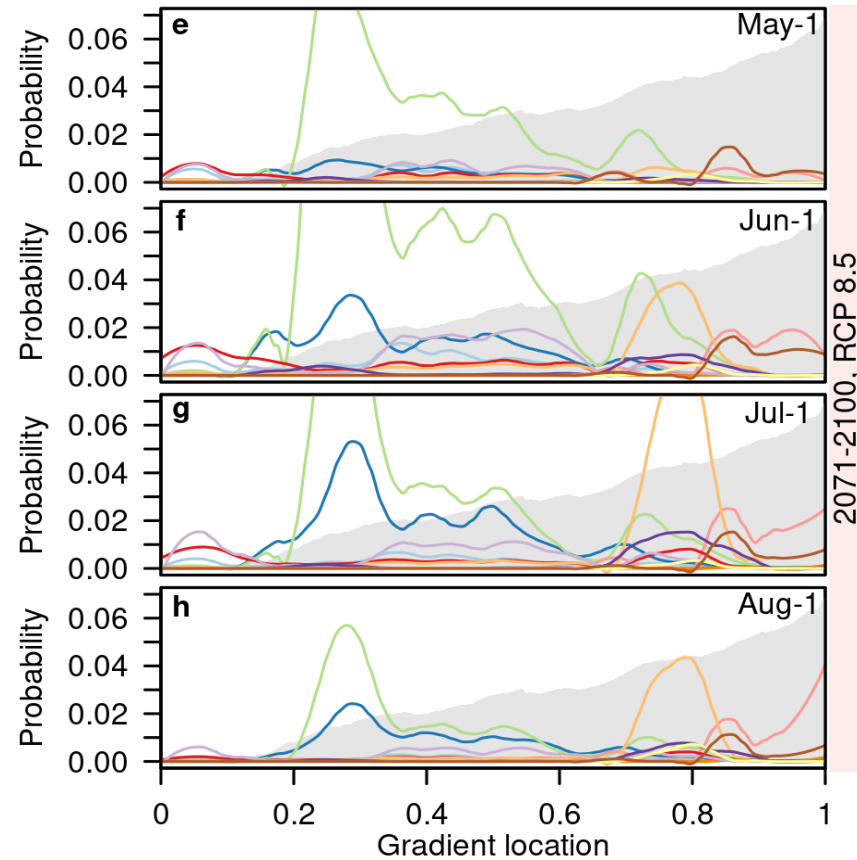 e
May-1
Probability
0.06
0.04
0.02
0.00
f
Jun-1
Probability
0.06
0.04
0.02
0.00
g
Jul-1
Probability
0.06
0.04
0.02
0.00
h
Aug-1
Probability
0.06
0.04
0.02
0.00
0 0.2 0.4 0.6 0.8 1
Gradient location
2071-2100, RCP 8.5